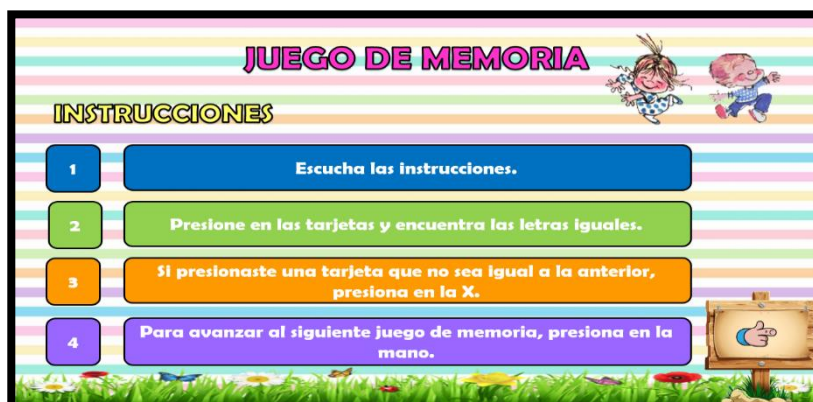 JUEGO DE MEMORIA
INSTRUCCIONES
1
Escucha las instrucciones.
2
Presione en las tarjetas y encuentra las letras iguales.
3
Si presionaste una tarjeta que no sea igual a la anterior,
presiona en la X.
4
Para avanzar al siguiente juego de memoria, presiona en la
mano.